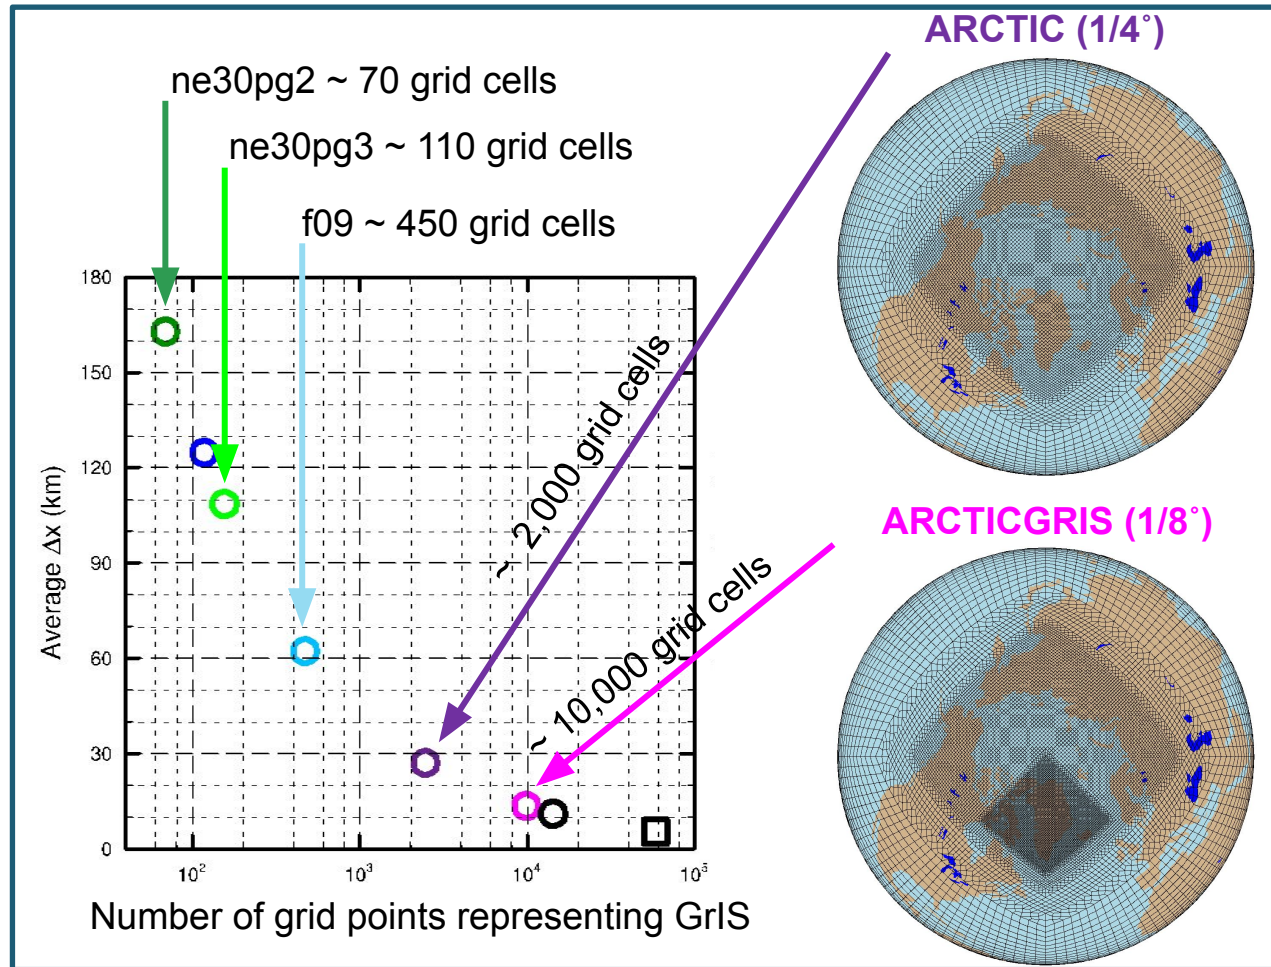 ARCTIC (1/4˚)
ne30pg2 ~ 70 grid cells
ne30pg3 ~ 110 grid cells
f09 ~ 450 grid cells
180
150
120
90
60
30
0
Average Δx (km)
10²
10³
10⁴
10⁵
Number of grid points representing GrIS
~ 2,000 grid cells
~ 10,000 grid cells
ARCTICGRIS (1/8˚)